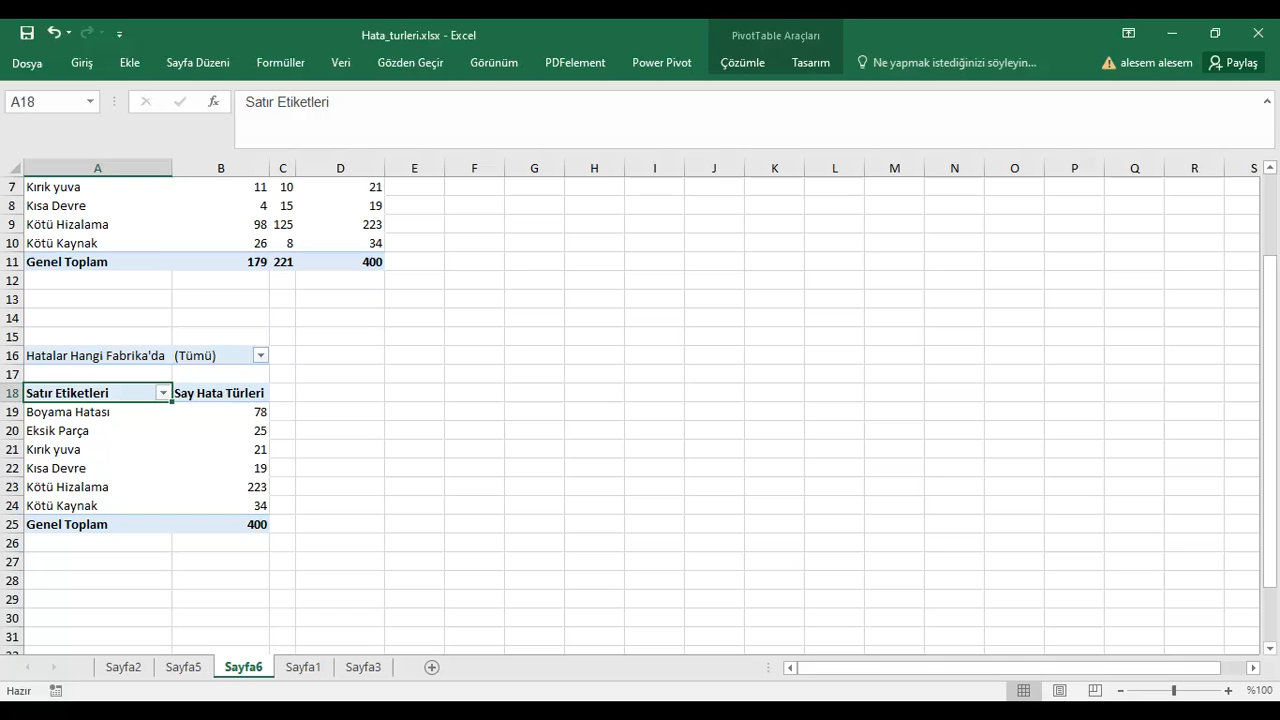 Hata_turleri.xlsx - Excel
PivotTable Araçları
Dosya Giriş Ekle Sayfa Düzeni Formüller Veri Gözden Geçir Görünüm PDFelement Power Pivot Çözümle Tasarım Ne yapmak istediğinizi söyleyin... alesem alesem Paylaş
A18 fx Satır Etiketleri
A B C D E F G H I J K L M N O P Q R S
7 Kırık yuva 11 10 21
8 Kısa Devre 4 15 19
9 Kötü Hizalama 98 125 223
10 Kötü Kaynak 26 8 34
11 Genel Toplam 179 221 400
12
13
14
15
16 Hatalar Hangi Fabrika'da (Tümü)
17
18 Satır Etiketleri Say Hata Türleri
19 Boyama Hatası 78
20 Eksik Parça 25
21 Kırık yuva 21
22 Kısa Devre 19
23 Kötü Hizalama 223
24 Kötü Kaynak 34
25 Genel Toplam 400
26
27
28
29
30
31
Sayfa2 Sayfa5 Sayfa6 Sayfa1 Sayfa3
Hazır %100